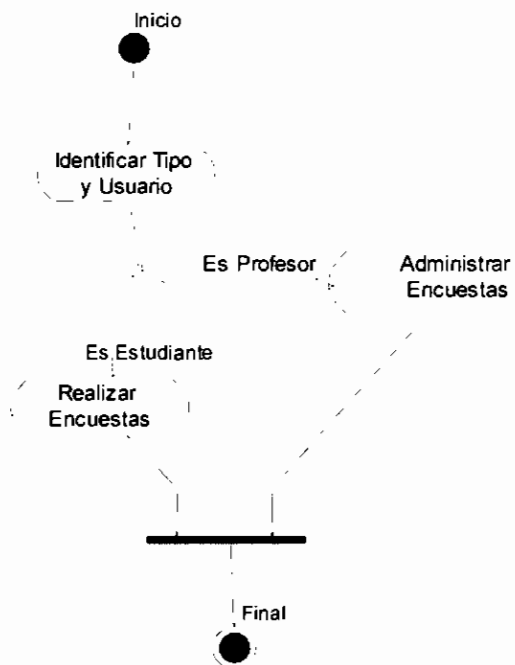 Inicio
Identificar Tipo
y Usuario
Es Profesor
Administrar
Encuestas
Es Estudiante
Realizar
Encuestas
Final